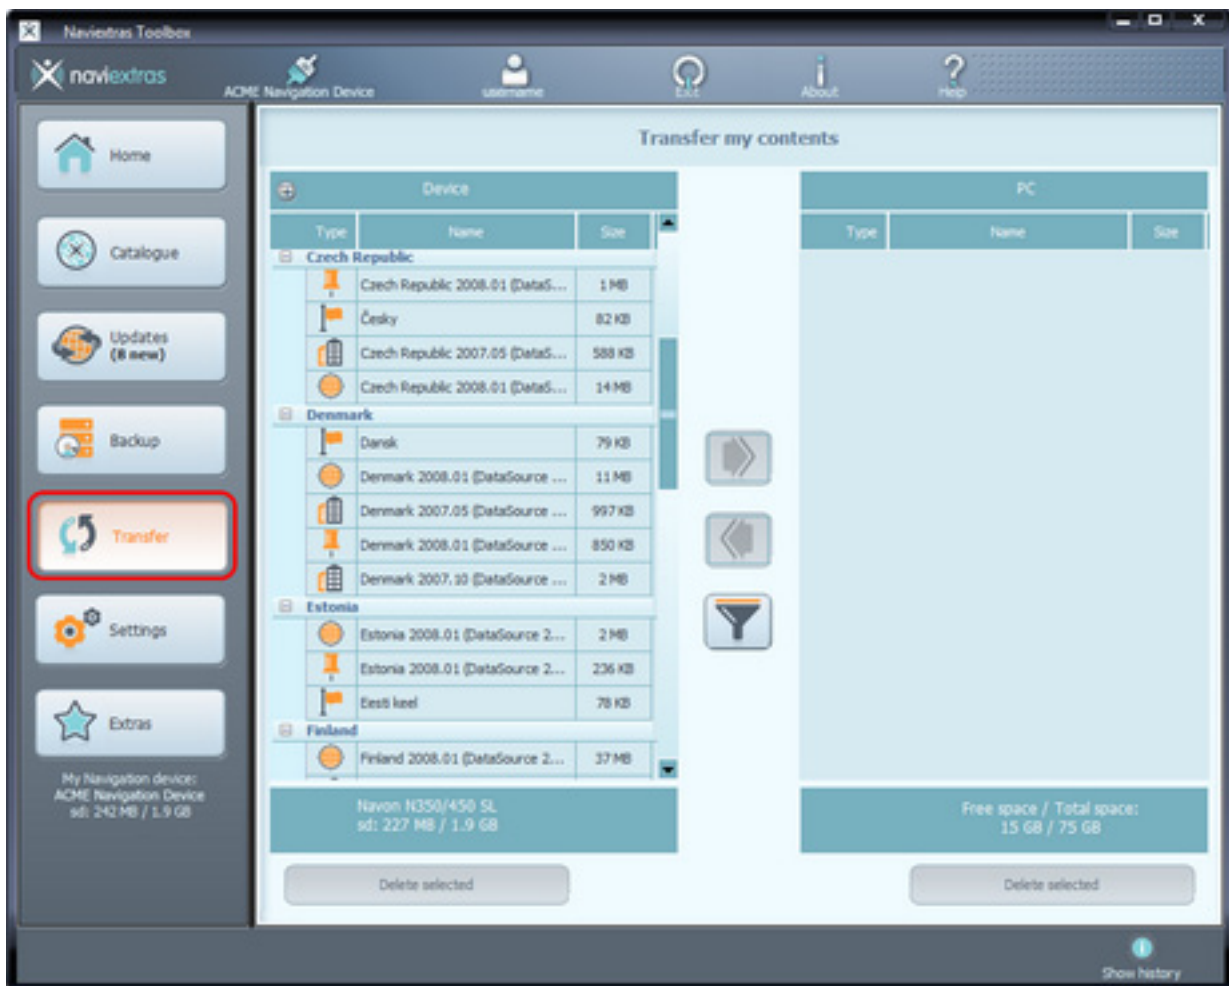 Naviextras Toolbox
naviextras
ACME Navigation Device
username
Exit
About
Help
Home
Catalogue
Updates
(8 new)
Backup
Transfer
Settings
Extras
My Navigation device:
ACME Navigation Device
sd: 242 MB / 1.9 GB
Transfer my contents
Device
Type Name Size
Czech Republic
Czech Republic 2008.01 (DataS... 1 MB
Česky 82 KB
Czech Republic 2007.05 (DataS... 588 KB
Czech Republic 2008.01 (DataS... 14 MB
Denmark
Dansk 79 KB
Denmark 2008.01 (DataSource ... 11 MB
Denmark 2007.05 (DataSource ... 997 KB
Denmark 2008.01 (DataSource ... 850 KB
Denmark 2007.10 (DataSource ... 2 MB
Estonia
Estonia 2008.01 (DataSource 2... 2 MB
Estonia 2008.01 (DataSource 2... 236 KB
Eesti keel 78 KB
Finland
Finland 2008.01 (DataSource 2... 37 MB
Navon N350/450 SL
sd: 227 MB / 1.9 GB
Delete selected
PC
Type Name Size
Free space / Total space:
15 GB / 75 GB
Delete selected
Show history